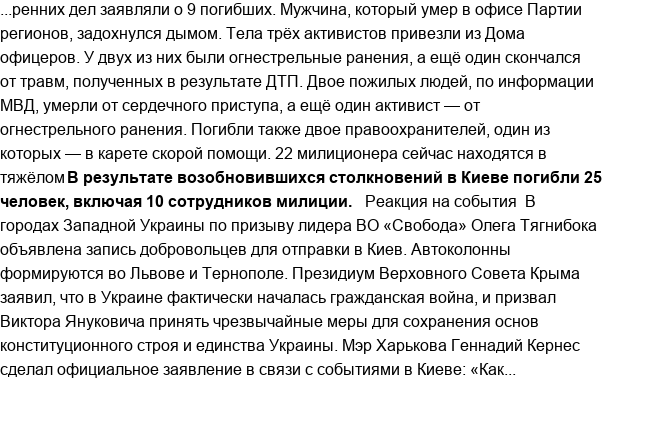 ...ренних дел заявляли о 9 погибших. Мужчина, который умер в офисе Партии
регионов, задохнулся дымом. Тела трёх активистов привезли из Дома
офицеров. У двух из них были огнестрельные ранения, а ещё один скончался
от травм, полученных в результате ДТП. Двое пожилых людей, по информации
МВД, умерли от сердечного приступа, а ещё один активист — от
огнестрельного ранения. Погибли также двое правоохранителей, один из
которых — в карете скорой помощи. 22 милиционера сейчас находятся в
тяжёлом В результате возобновившихся столкновений в Киеве погибли 25
человек, включая 10 сотрудников милиции. Реакция на события В
городах Западной Украины по призыву лидера ВО «Свобода» Олега Тягнибока
объявлена запись добровольцев для отправки в Киев. Автоколонны
формируются во Львове и Тернополе. Президиум Верховного Совета Крыма
заявил, что в Украине фактически началась гражданская война, и призвал
Виктора Януковича принять чрезвычайные меры для сохранения основ
конституционного строя и единства Украины. Мэр Харькова Геннадий Кернес
сделал официальное заявление в связи с событиями в Киеве: «Как...